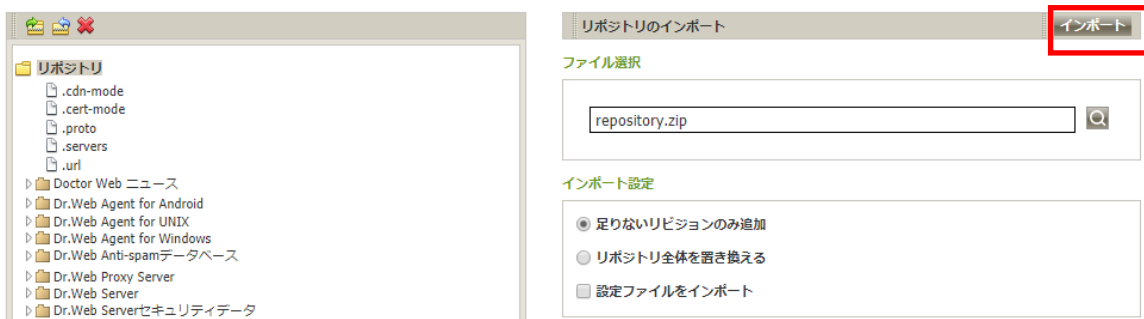 リポジトリ
.cdn-mode
.cert-mode
.proto
.servers
.url
Doctor Web ニュース
Dr.Web Agent for Android
Dr.Web Agent for UNIX
Dr.Web Agent for Windows
Dr.Web Anti-spamデータベース
Dr.Web Proxy Server
Dr.Web Server
Dr.Web Serverセキュリティデータ
リポジトリのインポート
インポート
ファイル選択
repository.zip
インポート設定
足りないリビジョンのみ追加
リポジトリ全体を置き換える
設定ファイルをインポート